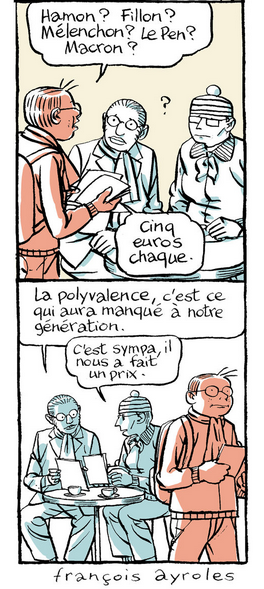 Hamon? Fillon?
Mélenchon? Le Pen?
Macron?
?
Cinq
euros
chaque.
La polyvalence, c'est ce
qui aura manqué à notre
génération.
C'est sympa, il
nous a fait
un prix.
françois ayroles